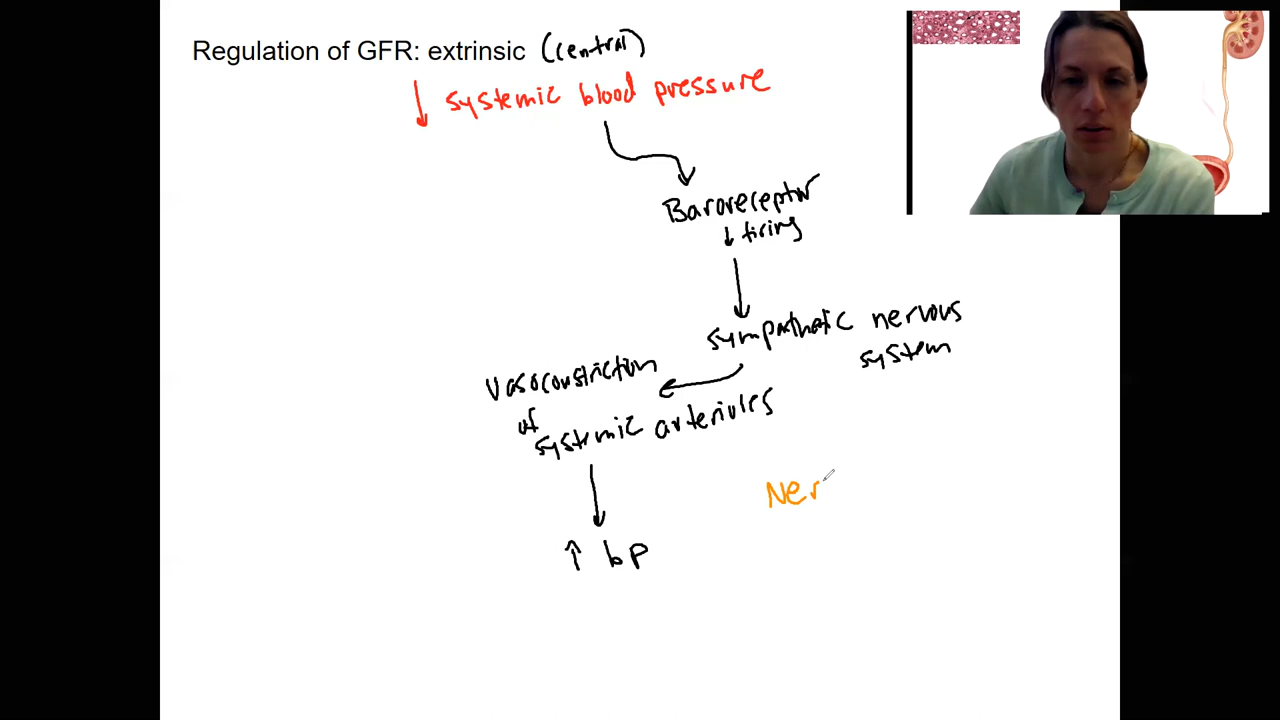 Regulation of GFR: extrinsic (central)
↓ systemic blood pressure
Baroreceptor
↓ firing
sympathetic nervous
system
Vasoconstriction
of
systemic arterioles
↑ bp
Ner